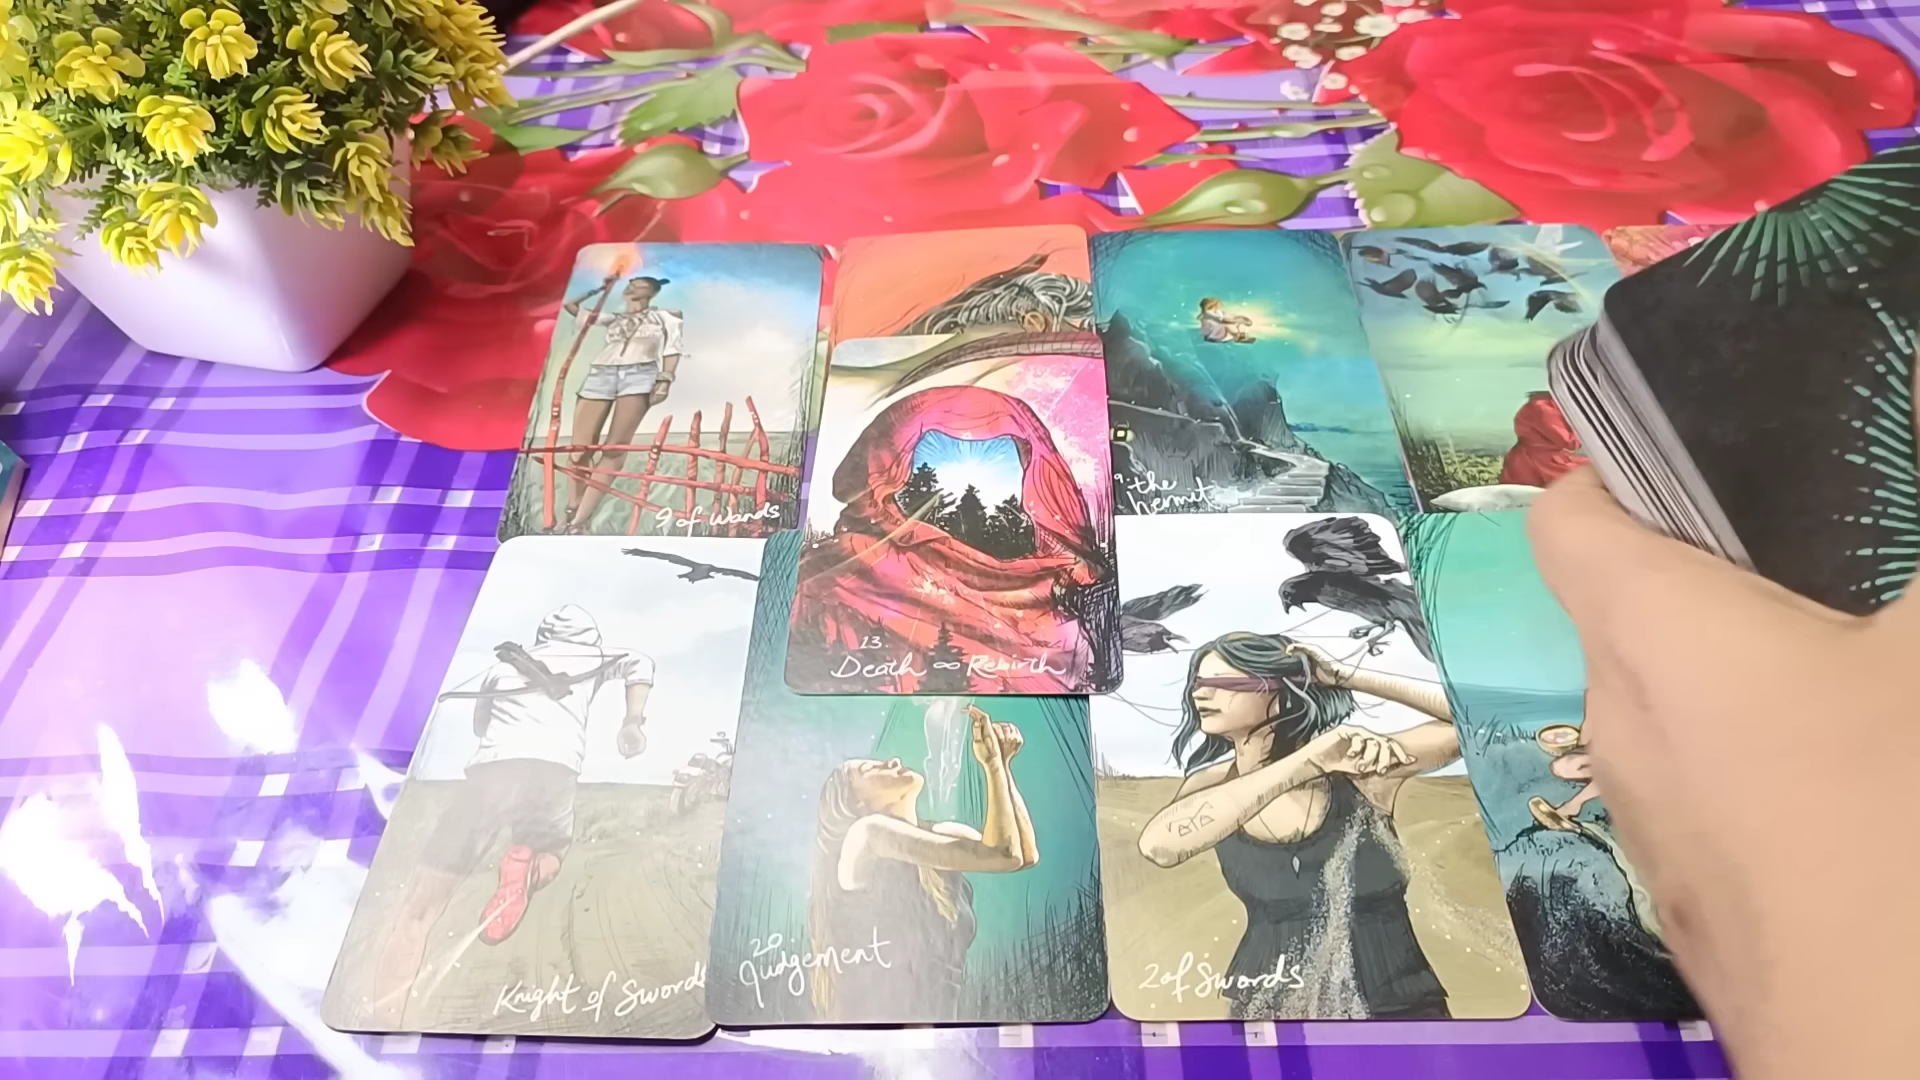 9 of Wands
9. the
hermit
13.
Death ∞ Rebirth
Knight of Swords
20
Judgement
2 of Swords